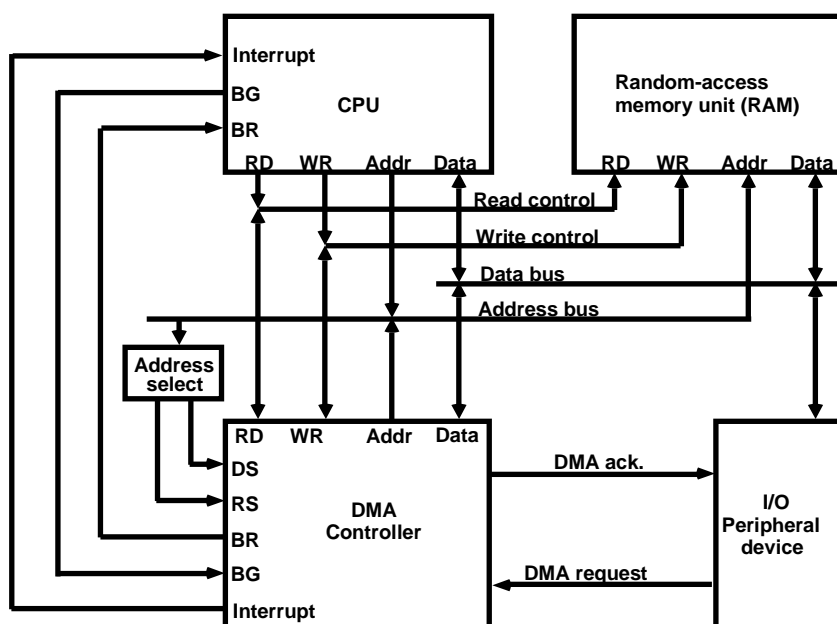 Interrupt
BG
BR
CPU
RD WR Addr Data
Random-access
memory unit (RAM)
RD WR Addr Data
Read control
Write control
Data bus
Address bus
Address
select
RD WR Addr Data
DS
RS
BR
BG
Interrupt
DMA
Controller
DMA ack.
DMA request
I/O
Peripheral
device